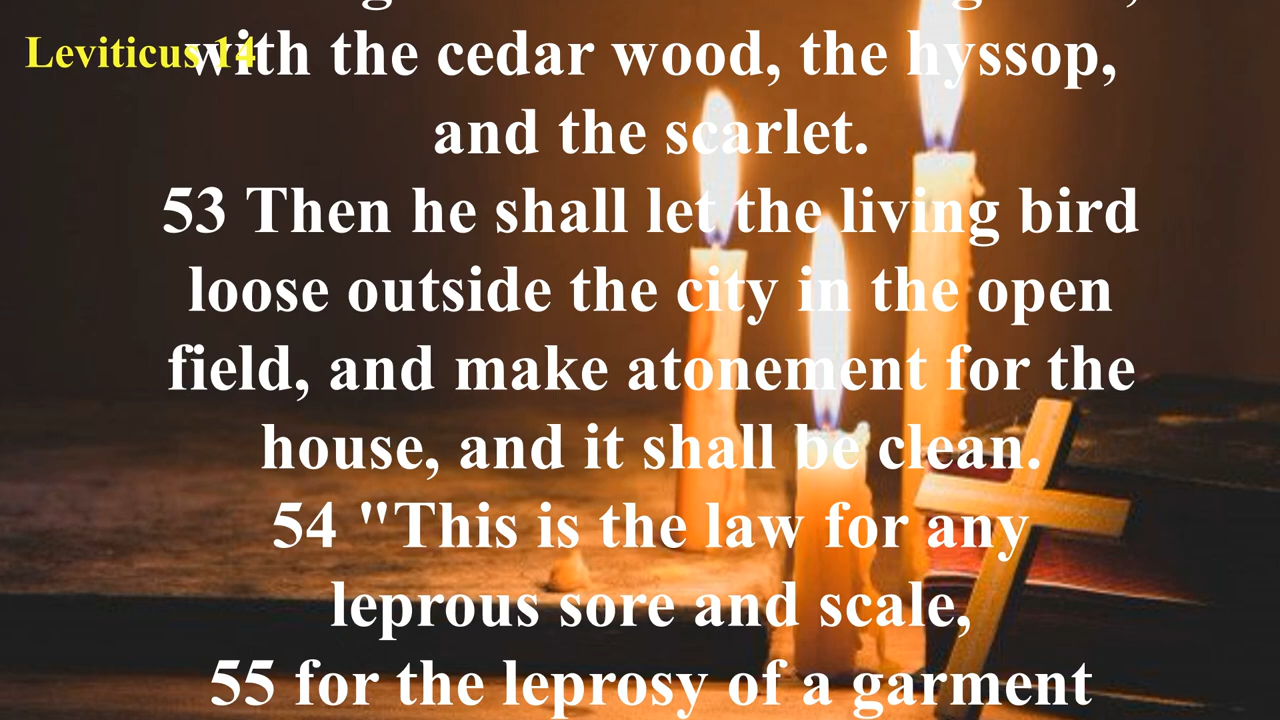 Leviticus 14
with the cedar wood, the hyssop,
and the scarlet.
53 Then he shall let the living bird
loose outside the city in the open
field, and make atonement for the
house, and it shall be clean.
54 "This is the law for any
leprous sore and scale,
55 for the leprosy of a garment